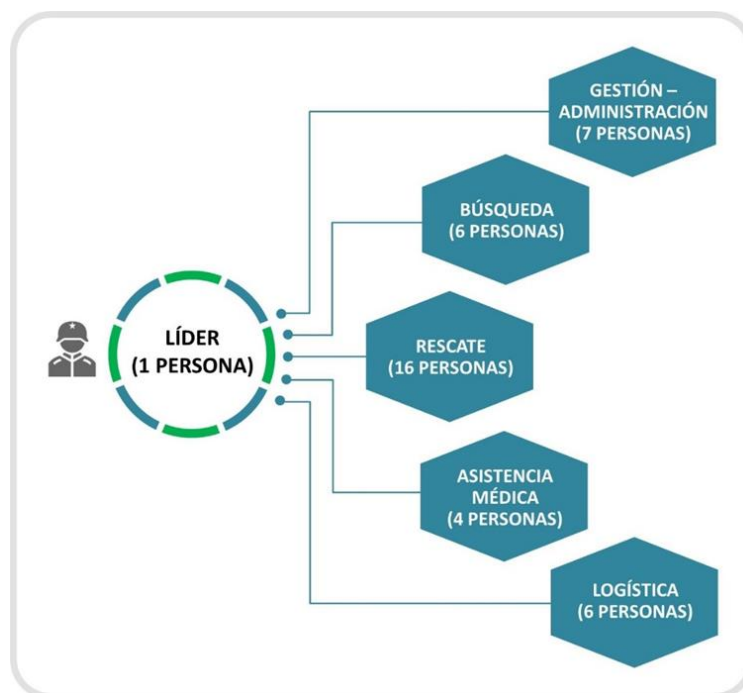 GESTIÓN –
ADMINISTRACIÓN
(7 PERSONAS)
BÚSQUEDA
(6 PERSONAS)
LÍDER
(1 PERSONA)
RESCATE
(16 PERSONAS)
ASISTENCIA
MÉDICA
(4 PERSONAS)
LOGÍSTICA
(6 PERSONAS)